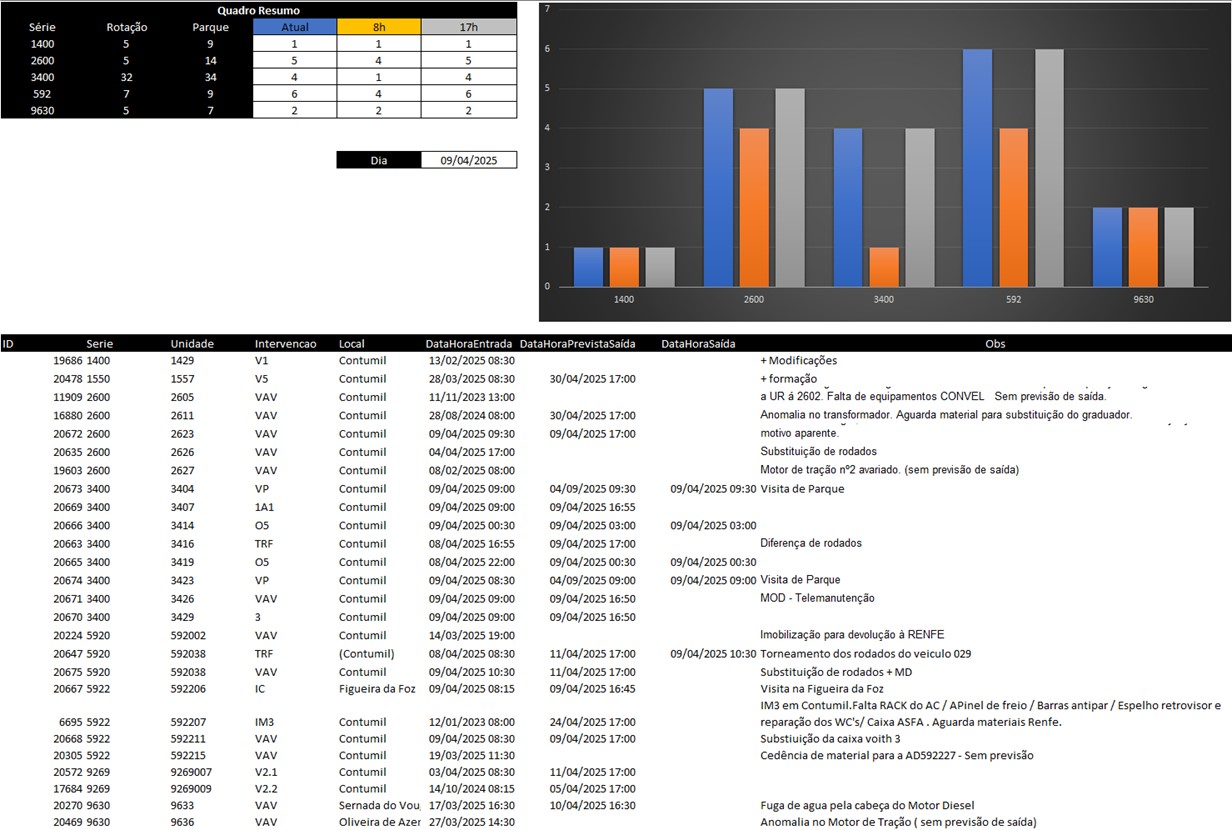 Quadro Resumo
Série Rotação Parque Atual 8h 17h
1400 5 9 1 1 1
2600 5 14 5 4 5
3400 32 34 4 1 4
592 7 9 6 4 6
9630 5 7 2 2 2
Dia 09/04/2025
7
6
5
4
3
2
1
0
1400 2600 3400 592 9630
ID Serie Unidade Intervencao Local DataHoraEntrada DataHoraPrevistaSaída DataHoraSaída Obs
19686 1400 1429 V1 Contumil 13/02/2025 08:30 + Modificações
20478 1550 1557 V5 Contumil 28/03/2025 08:30 30/04/2025 17:00 + formação
11909 2600 2605 VAV Contumil 11/11/2023 13:00 a UR á 2602. Falta de equipamentos CONVEL Sem previsão de saída.
16880 2600 2611 VAV Contumil 28/08/2024 08:00 30/04/2025 17:00 Anomalia no transformador. Aguarda material para substituição do graduador.
20672 2600 2623 VAV Contumil 09/04/2025 09:30 09/04/2025 17:00 motivo aparente.
20635 2600 2626 VAV Contumil 04/04/2025 17:00 Substituição de rodados
19603 2600 2627 VAV Contumil 08/02/2025 08:00 Motor de tração nº2 avariado. (sem previsão de saída)
20673 3400 3404 VP Contumil 09/04/2025 09:00 04/09/2025 09:30 09/04/2025 09:30 Visita de Parque
20669 3400 3407 1A1 Contumil 09/04/2025 09:00 09/04/2025 16:55
20666 3400 3414 O5 Contumil 09/04/2025 00:30 09/04/2025 03:00 09/04/2025 03:00
20663 3400 3416 TRF Contumil 08/04/2025 16:55 09/04/2025 17:00 Diferença de rodados
20665 3400 3419 O5 Contumil 08/04/2025 22:00 09/04/2025 00:30 09/04/2025 00:30
20674 3400 3423 VP Contumil 09/04/2025 08:30 04/09/2025 09:00 09/04/2025 09:00 Visita de Parque
20671 3400 3426 VAV Contumil 09/04/2025 09:00 09/04/2025 16:50 MOD - Telemanutenção
20670 3400 3429 3 Contumil 09/04/2025 09:00 09/04/2025 16:50
20224 5920 592002 VAV Contumil 14/03/2025 19:00 Imobilização para devolução à RENFE
20647 5920 592038 TRF (Contumil) 08/04/2025 08:30 11/04/2025 17:00 09/04/2025 10:30 Torneamento dos rodados do veiculo 029
20675 5920 592038 VAV Contumil 09/04/2025 10:30 11/04/2025 17:00 Substituição de rodados + MD
20667 5922 592206 IC Figueira da Foz 09/04/2025 08:15 09/04/2025 16:45 Visita na Figueira da Foz
IM3 em Contumil.Falta RACK do AC / APinel de freio / Barras antipar / Espelho retrovisor e
6695 5922 592207 IM3 Contumil 12/01/2023 08:00 24/04/2025 17:00 reparação dos WC's/ Caixa ASFA . Aguarda materiais Renfe.
20668 5922 592211 VAV Contumil 09/04/2025 08:30 09/04/2025 17:00 Substiuição da caixa voith 3
20305 5922 592215 VAV Contumil 19/03/2025 11:30 Cedência de material para a AD592227 - Sem previsão
20572 9269 9269007 V2.1 Contumil 03/04/2025 08:30 11/04/2025 17:00
17684 9269 9269009 V2.2 Contumil 14/10/2024 08:15 05/04/2025 17:00
20270 9630 9633 VAV Sernada do Vou 17/03/2025 16:30 10/04/2025 16:30 Fuga de agua pela cabeça do Motor Diesel
20469 9630 9636 VAV Oliveira de Azer 27/03/2025 14:30 Anomalia no Motor de Tração ( sem previsão de saída)